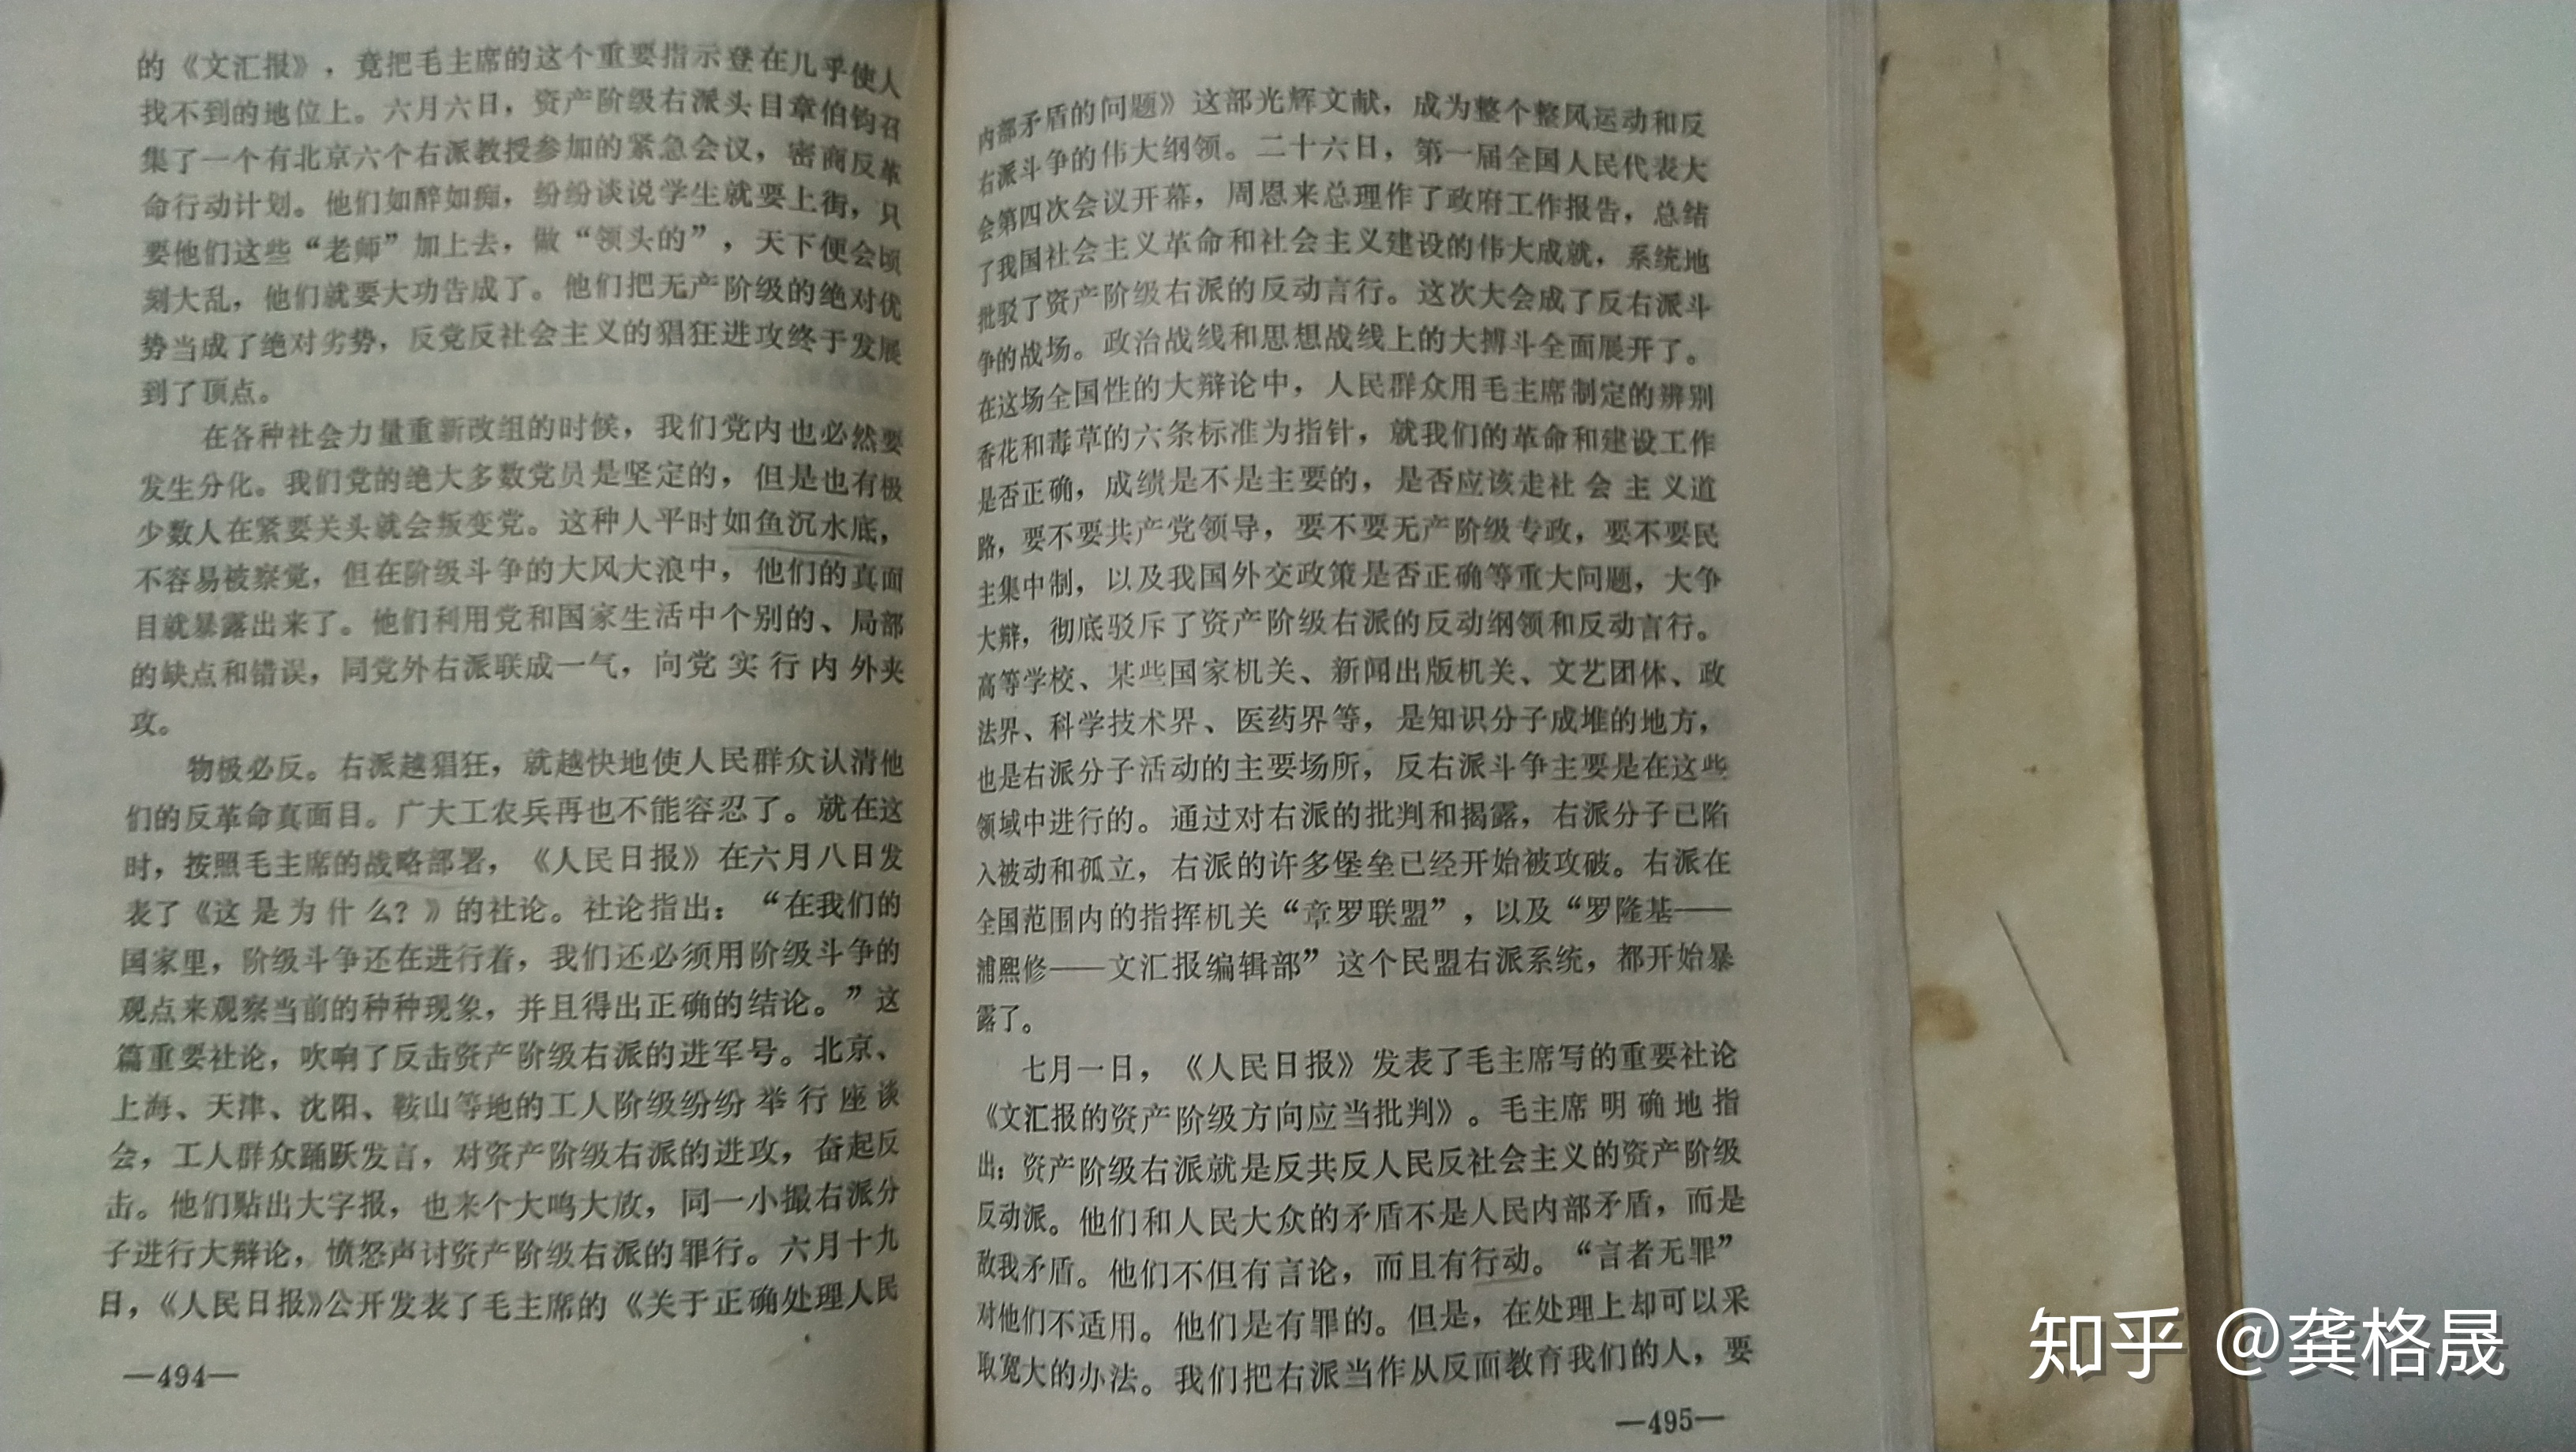 的《文汇报》，竟把毛主席的这个重要指示登在几乎使人
找不到的地位上。六月六日，资产阶级右派头目章伯钧召
集了一个有北京六个右派教授参加的紧急会议，密商反革
命行动计划。他们如醉如痴，纷纷谈说学生就要上街，只
要他们这些“老师”加上去，做“领头的”，天下便会顷
刻大乱，他们就要大功告成了。他们把无产阶级的绝对优
势当成了绝对劣势，反党反社会主义的猖狂进攻终于发展
到了顶点。
在各种社会力量重新改组的时候，我们党内也必然要
发生分化。我们党的绝大多数党员是坚定的，但是也有极
少数人在紧要关头就会叛变党。这种人平时如鱼沉水底，
不容易被察觉，但在阶级斗争的大风大浪中，他们的真面
目就暴露出来了。他们利用党和国家生活中个别的、局部
的缺点和错误，同党外右派联成一气，向党实行内外夹
攻。
物极必反。右派越猖狂，就越快地使人民群众认清他
们的反革命真面目。广大工农兵再也不能容忍了。就在这
时，按照毛主席的战略部署，《人民日报》在六月八日发
表了《这是为什么？》的社论。社论指出：“在我们的
国家里，阶级斗争还在进行着，我们还必须用阶级斗争的
观点来观察当前的种种现象，并且得出正确的结论。”这
篇重要社论，吹响了反击资产阶级右派的进军号。北京、
上海、天津、沈阳、鞍山等地的工人阶级纷纷举行座谈
会，工人群众踊跃发言，对资产阶级右派的进攻，奋起反
击。他们贴出大字报，也来个大鸣大放，同一小撮右派分
子进行大辩论，愤怒声讨资产阶级右派的罪行。六月十九
日，《人民日报》公开发表了毛主席的《关于正确处理人民
—494—
内部矛盾的问题》这部光辉文献，成为整个整风运动和反
右派斗争的伟大纲领。二十六日，第一届全国人民代表大
会第四次会议开幕，周恩来总理作了政府工作报告，总结
了我国社会主义革命和社会主义建设的伟大成就，系统地
批驳了资产阶级右派的反动言行。这次大会成了反右派斗
争的战场。政治战线和思想战线上的大搏斗全面展开了。
在这场全国性的大辩论中，人民群众用毛主席制定的辨别
香花和毒草的六条标准为指针，就我们的革命和建设工作
是否正确，成绩是不是主要的，是否应该走社会主义道
路，要不要共产党领导，要不要无产阶级专政，要不要民
主集中制，以及我国外交政策是否正确等重大问题，大争
大辩，彻底驳斥了资产阶级右派的反动纲领和反动言行。
高等学校、某些国家机关、新闻出版机关、文艺团体、政
法界、科学技术界、医药界等，是知识分子成堆的地方，
也是右派分子活动的主要场所，反右派斗争主要是在这些
领域中进行的。通过对右派的批判和揭露，右派分子已陷
入被动和孤立，右派的许多堡垒已经开始被攻破。右派在
全国范围内的指挥机关“章罗联盟”，以及“罗隆基——
浦熙修——文汇报编辑部”这个民盟右派系统，都开始暴
露了。
七月一日，《人民日报》发表了毛主席写的重要社论
《文汇报的资产阶级方向应当批判》。毛主席明确地指
出：资产阶级右派就是反共反人民反社会主义的资产阶级
反动派。他们和人民大众的矛盾不是人民内部矛盾，而是
敌我矛盾。他们不但有言论，而且有行动。“言者无罪”
对他们不适用。他们是有罪的。但是，在处理上却可以采
取宽大的办法。我们把右派当作从反面教育我们的人，要
—495—
知乎 @龚格晟